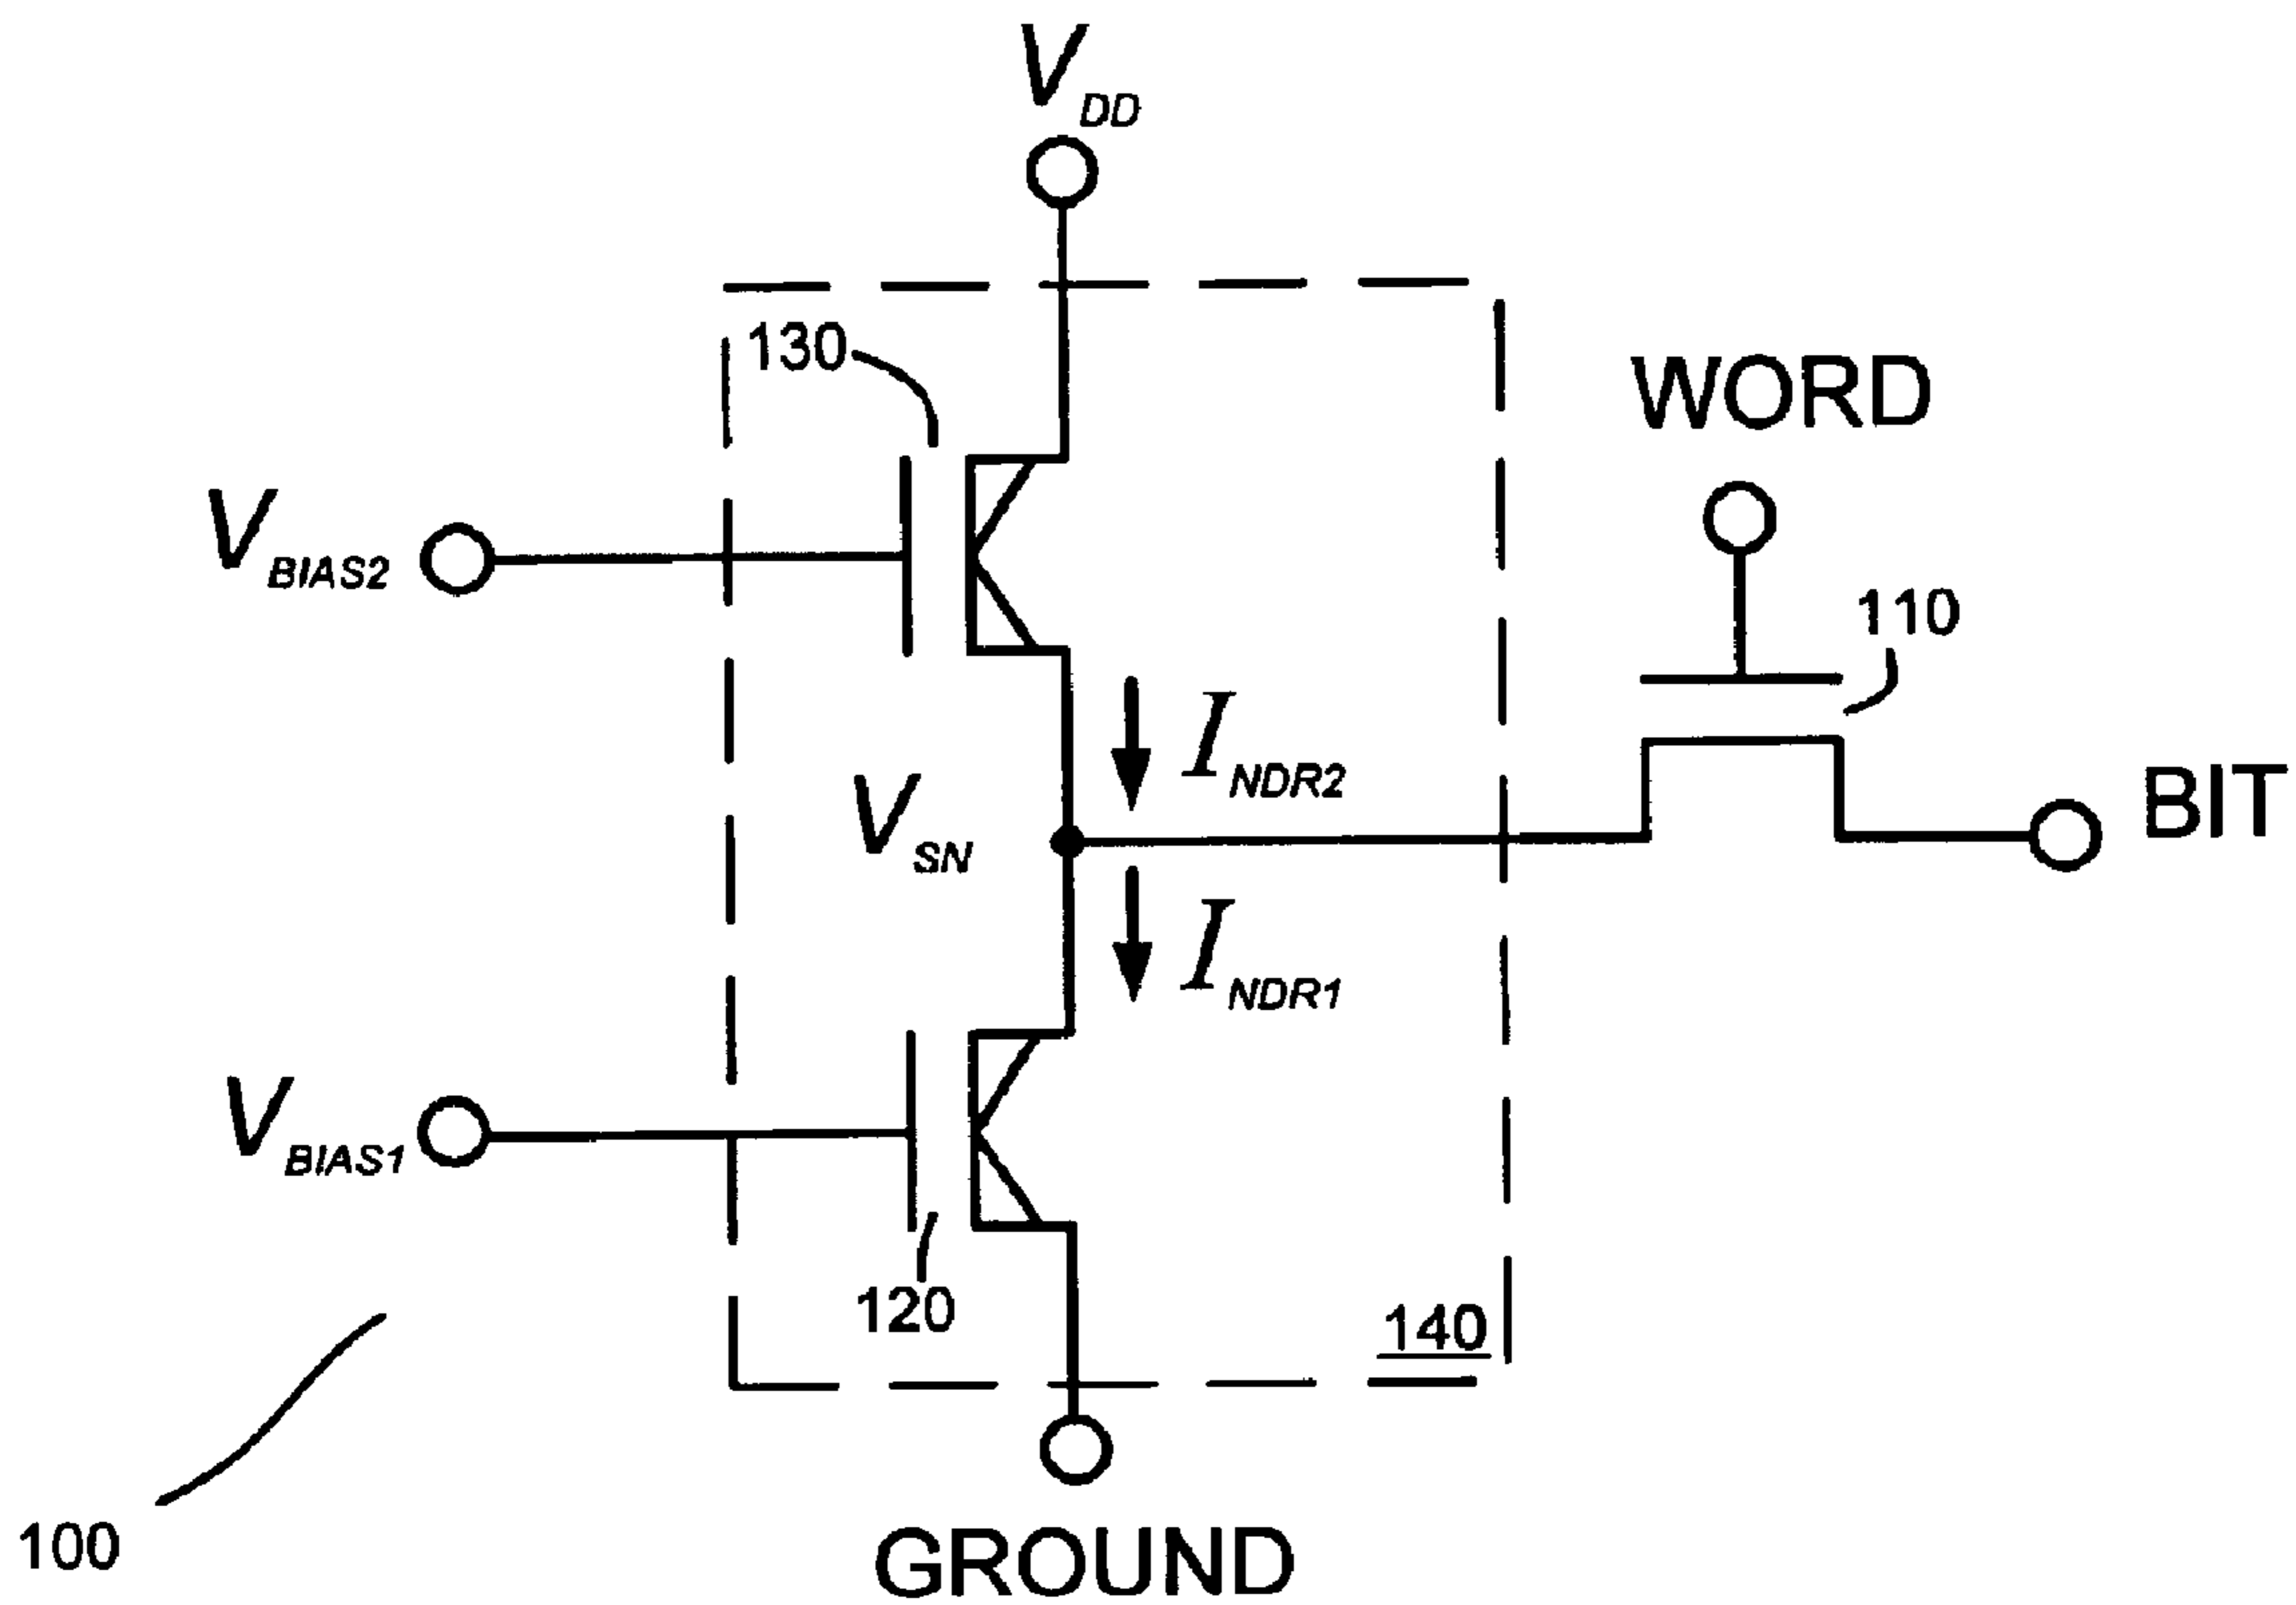 VDD
130
WORD
VBIAS2
110
INDR2
BIT
VSN
INDR1
VBIAS1
120
140
100
GROUND